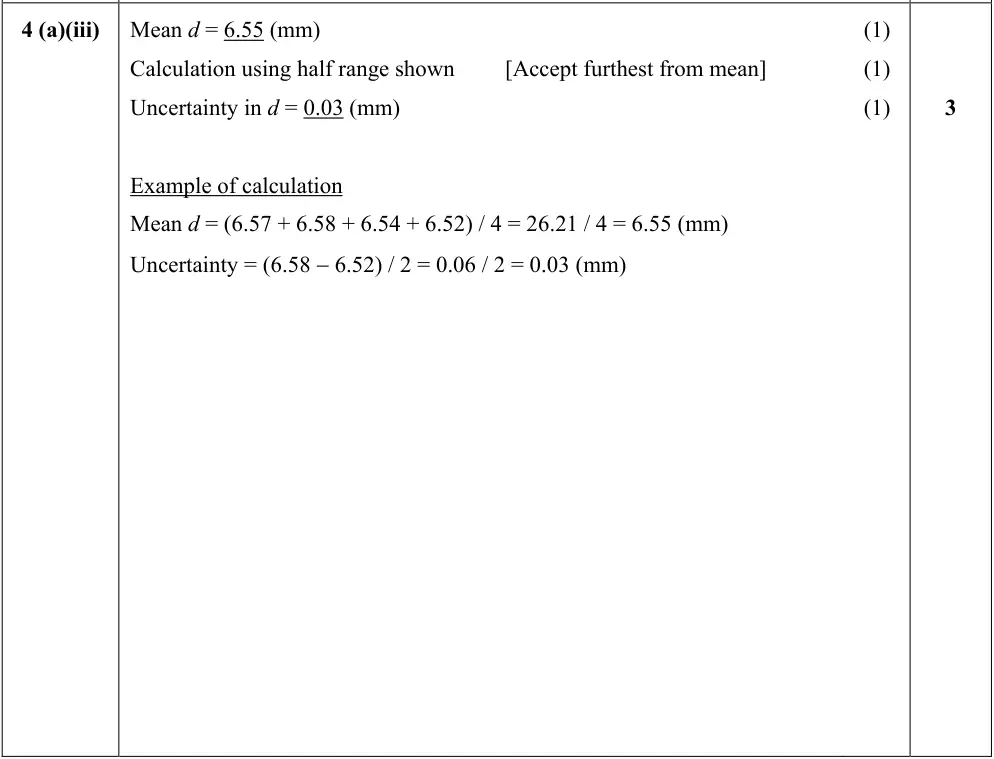 4 (a)(iii) Mean d = 6.55 (mm) (1)
Calculation using half range shown [Accept furthest from mean] (1)
Uncertainty in d = 0.03 (mm) (1) 3
Example of calculation
Mean d = (6.57 + 6.58 + 6.54 + 6.52) / 4 = 26.21 / 4 = 6.55 (mm)
Uncertainty = (6.58 − 6.52) / 2 = 0.06 / 2 = 0.03 (mm)